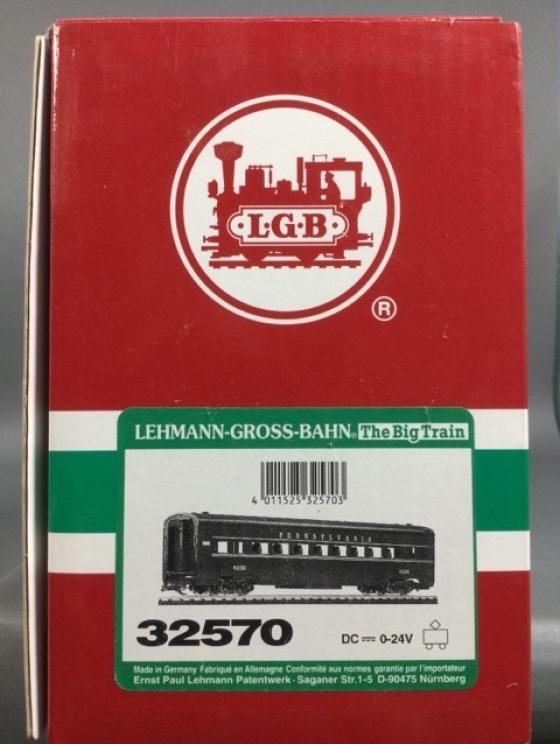 ·L·G·B·
®
LEHMANN-GROSS-BAHN® The Big Train
4 011525 325703
PENNSYLVANIA
32570
DC 0-24V
Made in Germany Fabriqué en Allemagne Conformité aux normes garantie par l'importateur
Ernst Paul Lehmann Patentwerk · Saganer Str.1-5 D-90475 Nürnberg